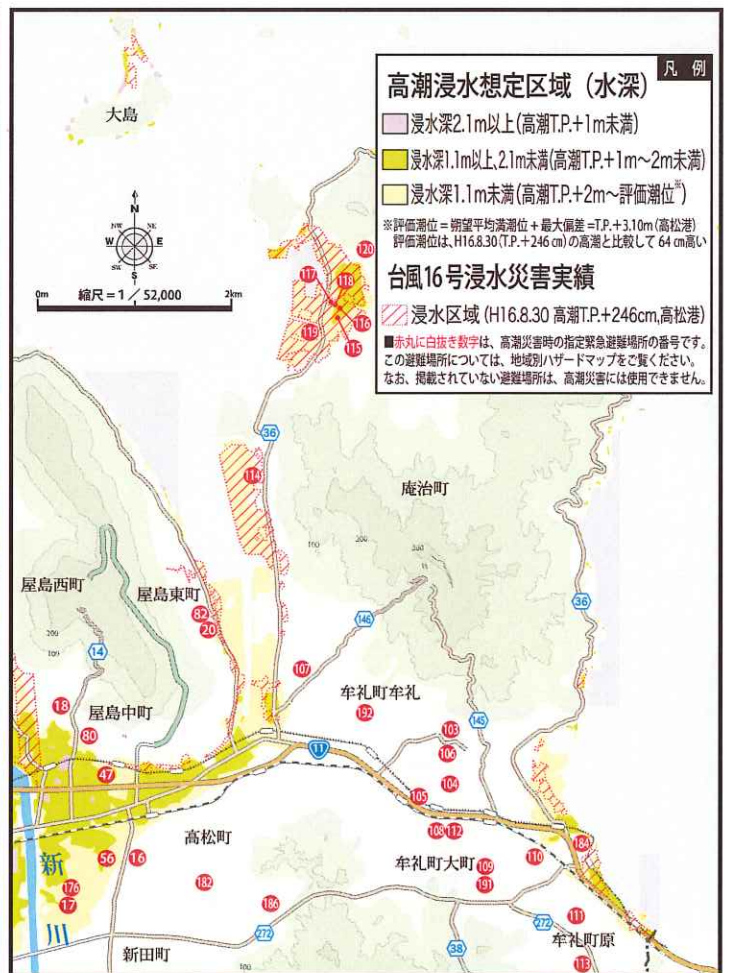 大島
凡 例
高潮浸水想定区域（水深）
浸水深2.1m以上(高潮T.P.+1m未満)
浸水深1.1m以上、2.1m未満(高潮T.P.+1m～2m未満)
浸水深1.1m未満(高潮T.P.+2m～評価潮位※)
※評価潮位＝朔望平均満潮位＋最大偏差＝T.P.+3.10m(高松港)
評価潮位は、H16.8.30(T.P.+246㎝)の高潮と比較して64㎝高い
台風16号浸水災害実績
浸水区域(H16.8.30 高潮T.P.+246cm,高松港)
■赤丸に白抜き数字は、高潮災害時の指定緊急避難場所の番号です。
この避難場所については、地域別ハザードマップをご覧ください。
なお、掲載されていない避難場所は、高潮災害には使用できません。
N
NW NE
W E
SW SE
S
0m 縮尺＝1／52,000 2km
120
117
118
119
116
115
36
114
庵治町
100
200
200
屋島西町
屋島東町
82
20
36
146
200
100
14
107
牟礼町牟礼
18
屋島中町
192
145
80
103
11
106
47
104
105
高松町
108
112
184
新川
56
16
牟礼町大町
109
110
176
182
191
17
186
111
272
272
牟礼町原
新田町
38
113
100